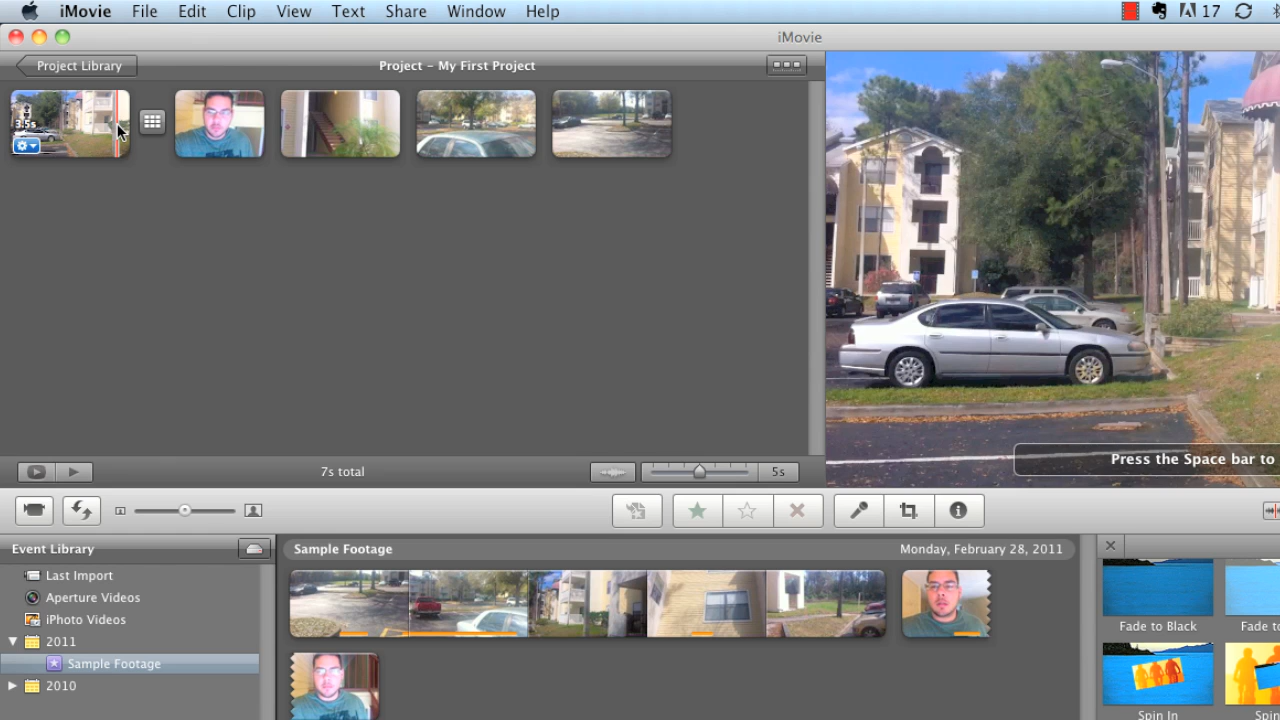 iMovie File Edit Clip View Text Share Window Help 17
iMovie
Project Library
Project – My First Project
3.5s
7s total
5s
Press the Space bar to
Event Library
Sample Footage
Monday, February 28, 2011
Last Import
Aperture Videos
iPhoto Videos
2011
Sample Footage
2010
Fade to Black
Fade to
Spin In
Spin